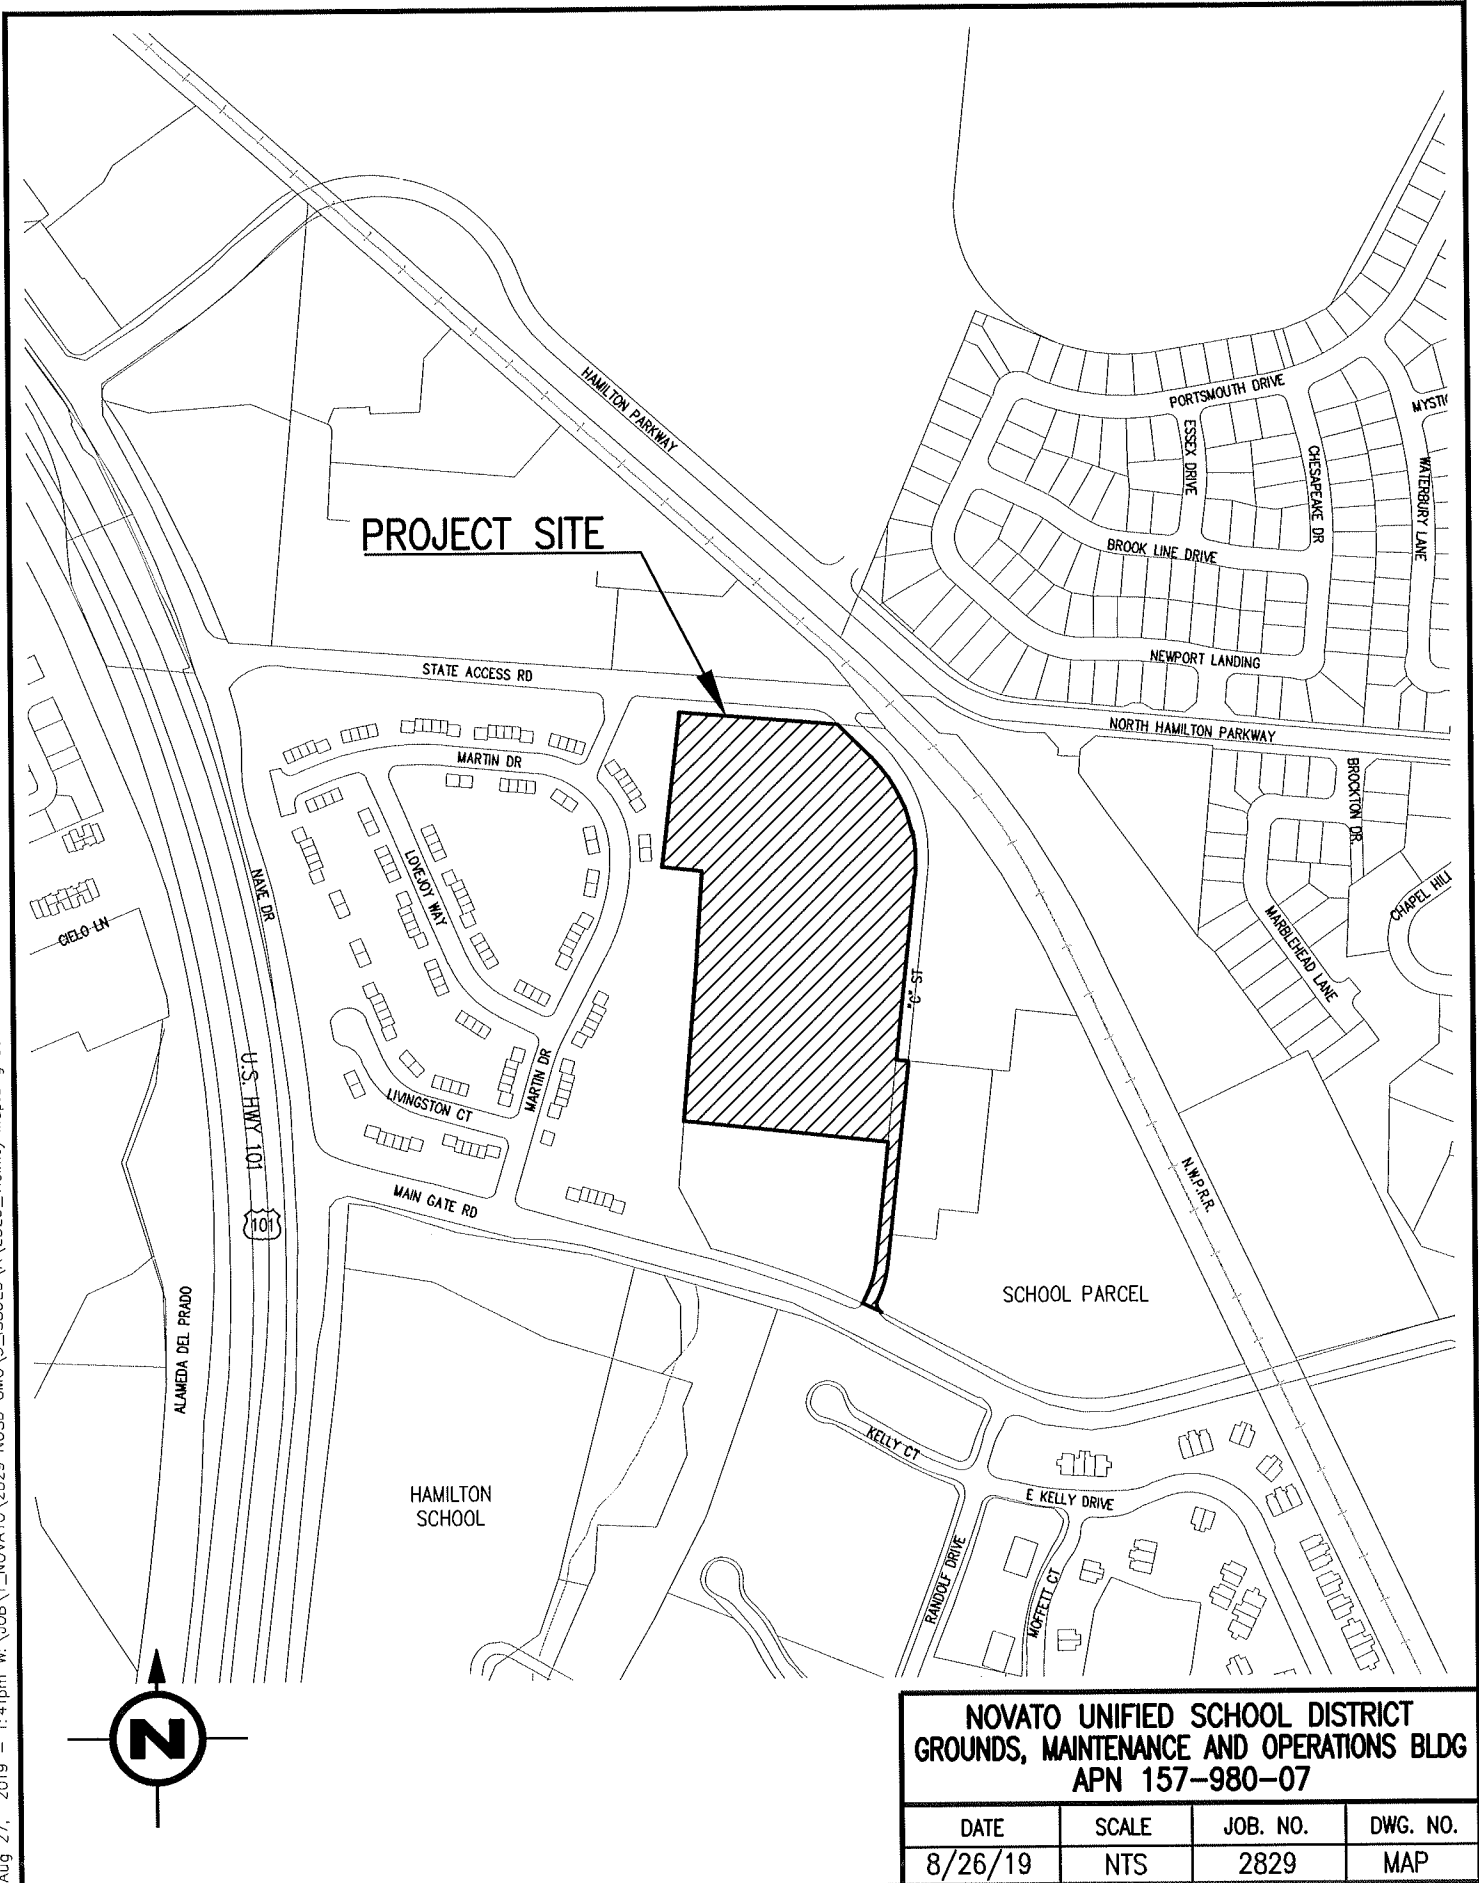 HAMILTON PARKWAY
PORTSMOUTH DRIVE
MYSTI
ESSEX DRIVE
CHESAPEAKE DR
WATERBURY LANE
PROJECT SITE
BROOK LINE DRIVE
NEWPORT LANDING
STATE ACCESS RD
NORTH HAMILTON PARKWAY
MARTIN DR
BROCKTON DR.
LOVEJOY WAY
NAVE DR
CHAPEL HILL
CIELO LN
MARBLEHEAD LANE
"C" ST
U.S. HWY 101
MARTIN DR
LIVINGSTON CT
N.W.P.R.R.
MAIN GATE RD
101
SCHOOL PARCEL
ALAMEDA DEL PRADO
KELLY CT
HAMILTON
SCHOOL
E KELLY DRIVE
RANDOLF DRIVE
MOFFETT CT
N
NOVATO UNIFIED SCHOOL DISTRICT
GROUNDS, MAINTENANCE AND OPERATIONS BLDG
APN 157-980-07
DATE SCALE JOB. NO. DWG. NO.
8/26/19 NTS 2829 MAP